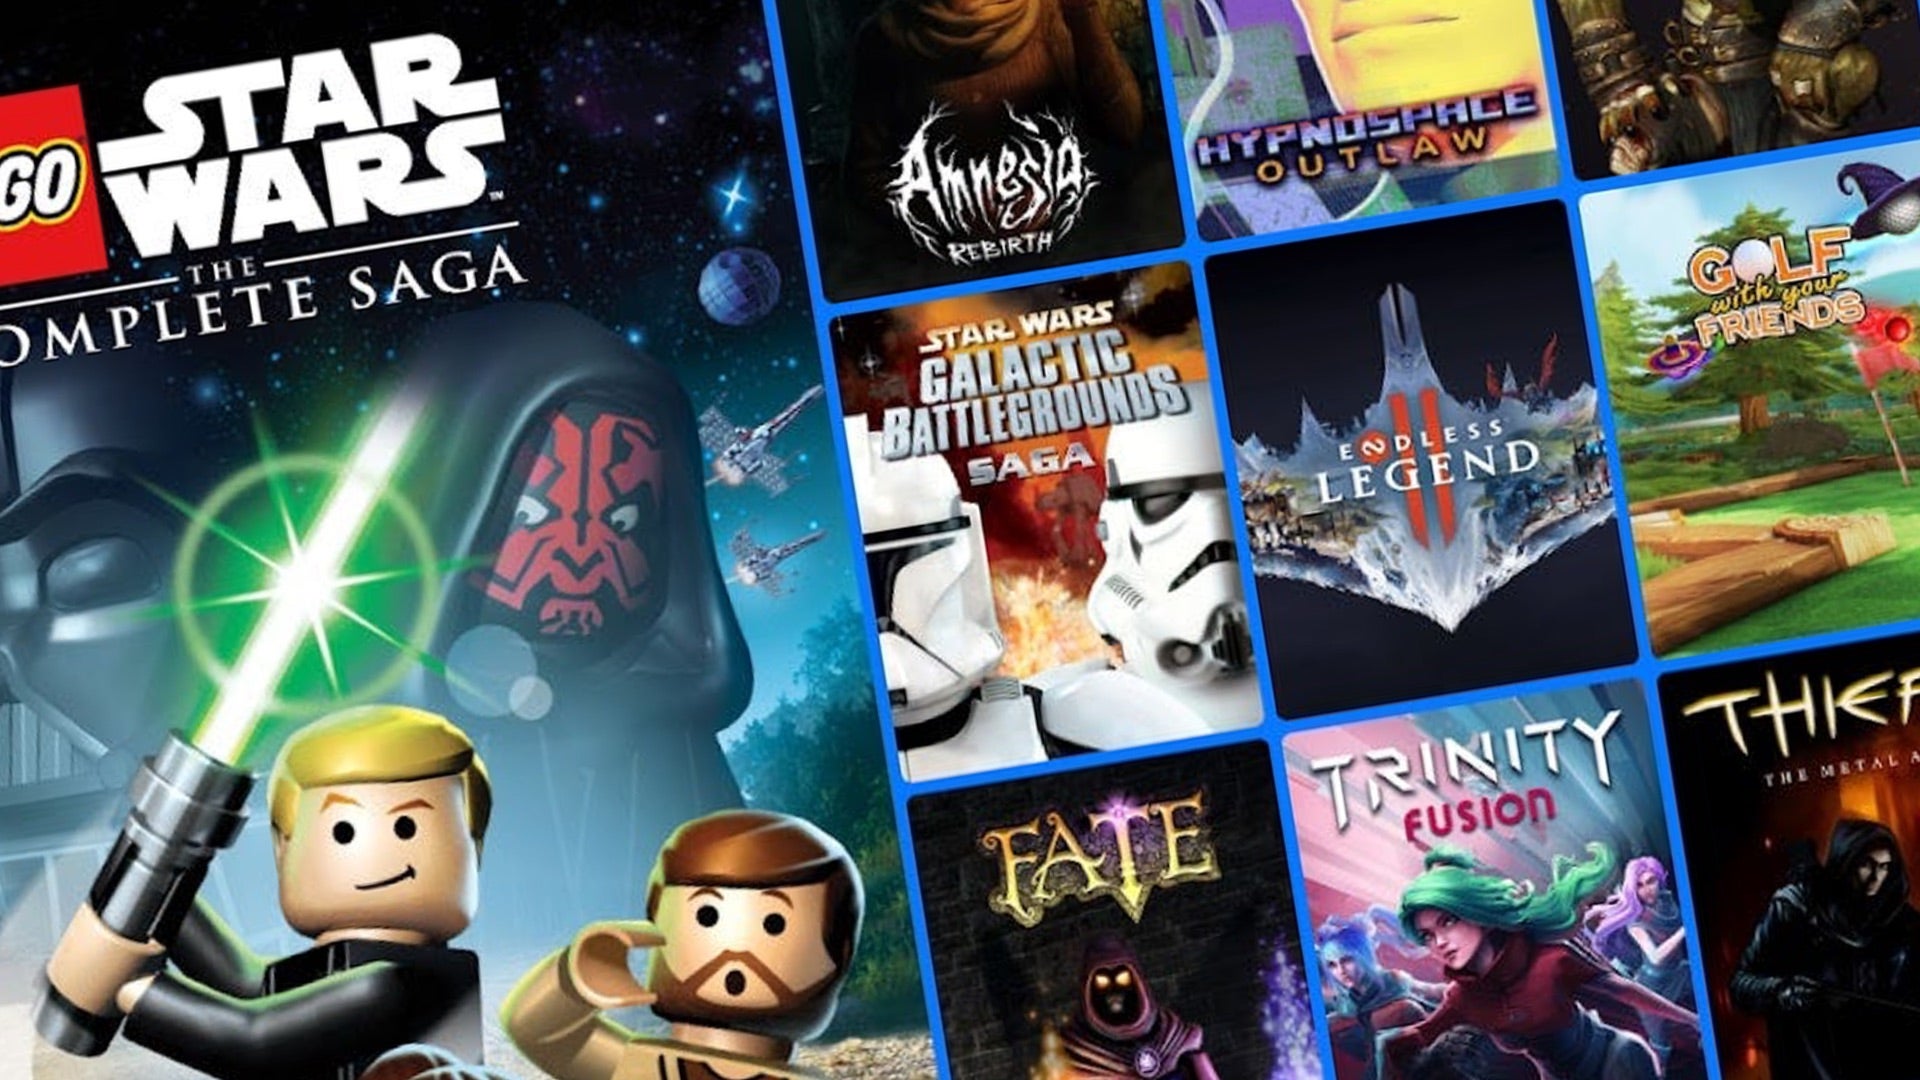 GO
STAR
WARS™
THE
OMPLETE SAGA
Amnesia
REBIRTH
HYPNOSPACE
OUTLAW
STAR WARS
GALACTIC
BATTLEGROUNDS
SAGA
ENDLESS
LEGEND
II
GOLF
with your
FRIENDS
FATE
TRINITY
FUSION
THIEF
THE METAL A